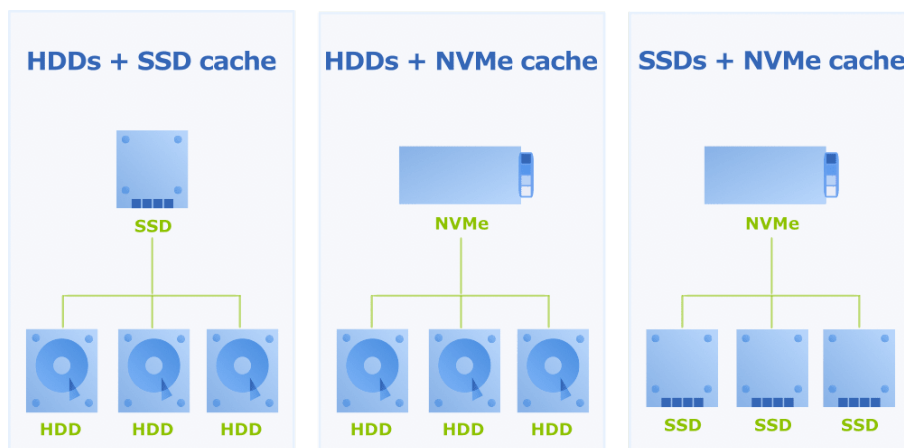 HDDs + SSD cache
SSD
HDD HDD HDD
HDDs + NVMe cache
NVMe
HDD HDD HDD
SSDs + NVMe cache
NVMe
SSD SSD SSD